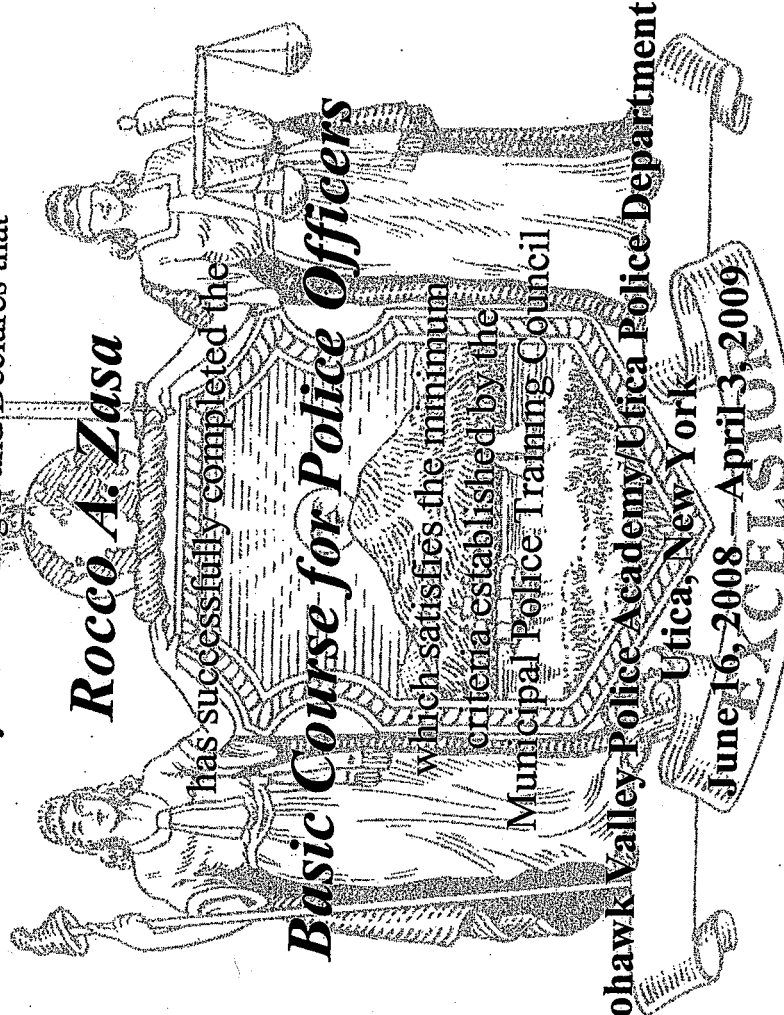 and Declares that
Rocco A. Zasa
has successfully completed the
Basic Course for Police Officers
which satisfies the minimum
criteria established by the
Municipal Police Training Council
ohawk Valley Police Academy/Utica Police Department
Utica, New York
June 16, 2008 – April 3, 2009
EXCELSIOR